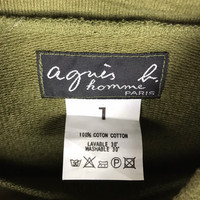 agnès b.
homme
PARIS
1
100% COTON COTTON
LAVABLE 30°
WASHABLE 30°